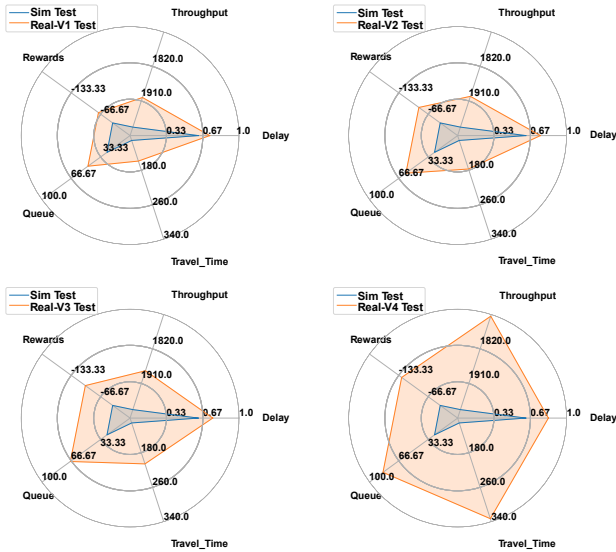 Sim Test
Real-V1 Test
Throughput
Rewards
1820.0
-133.33
1910.0
-66.67
0.33
0.67
1.0
Delay
33.33
66.67
180.0
100.0
Queue
260.0
340.0
Travel_Time
Sim Test
Real-V2 Test
Throughput
Rewards
1820.0
-133.33
1910.0
-66.67
0.33
0.67
1.0
Delay
33.33
66.67
180.0
100.0
Queue
260.0
340.0
Travel_Time
Sim Test
Real-V3 Test
Throughput
Rewards
1820.0
-133.33
1910.0
-66.67
0.33
0.67
1.0
Delay
33.33
66.67
180.0
100.0
Queue
260.0
340.0
Travel_Time
Sim Test
Real-V4 Test
Throughput
Rewards
1820.0
-133.33
1910.0
-66.67
0.33
0.67
1.0
Delay
33.33
66.67
180.0
100.0
Queue
260.0
340.0
Travel_Time